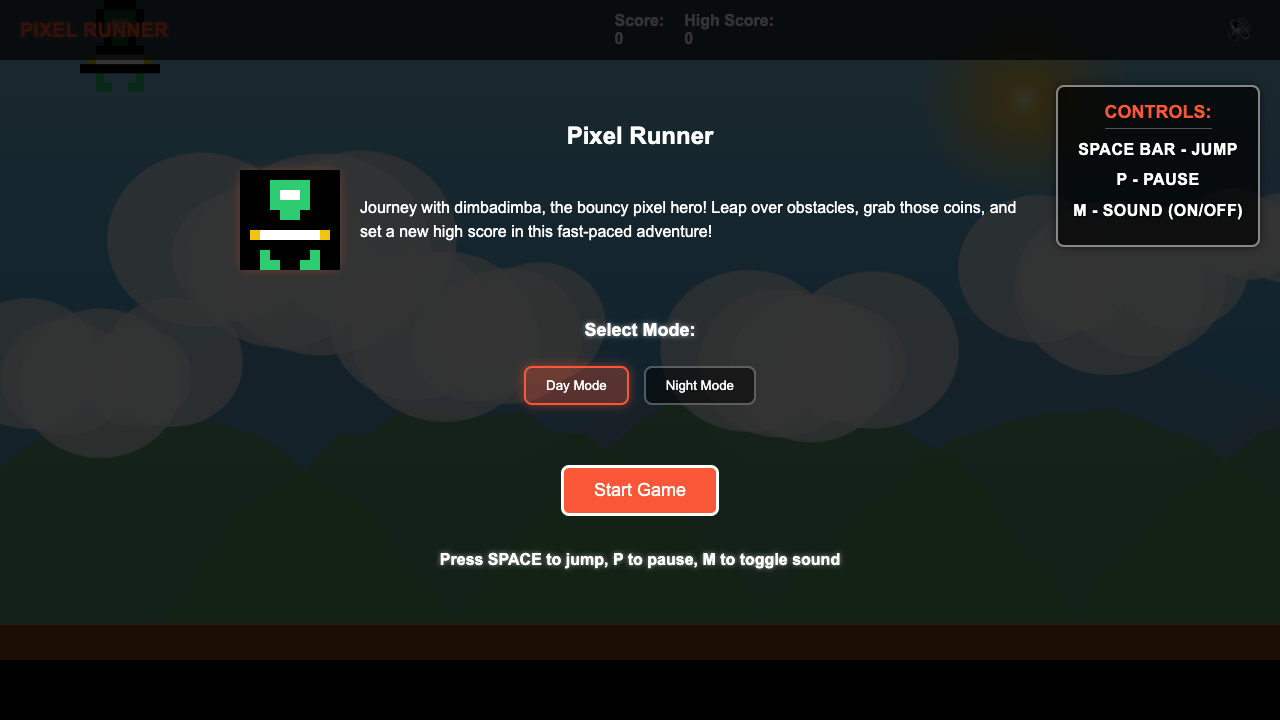 PIXEL RUNNER
Score:
0
High Score:
0
CONTROLS:
SPACE BAR - JUMP
P - PAUSE
M - SOUND (ON/OFF)
Pixel Runner
Journey with dimbadimba, the bouncy pixel hero! Leap over obstacles, grab those coins, and
set a new high score in this fast-paced adventure!
Select Mode:
Day Mode
Night Mode
Start Game
Press SPACE to jump, P to pause, M to toggle sound